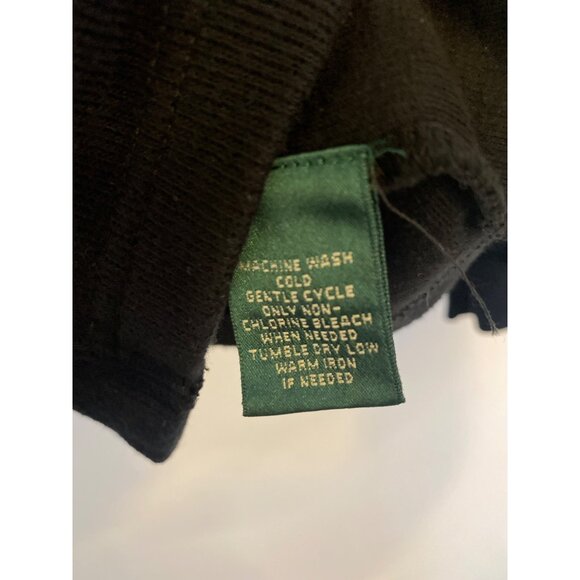 MACHINE WASH
COLD
GENTLE CYCLE
ONLY NON-
CHLORINE BLEACH
WHEN NEEDED
TUMBLE DRY LOW
WARM IRON
IF NEEDED